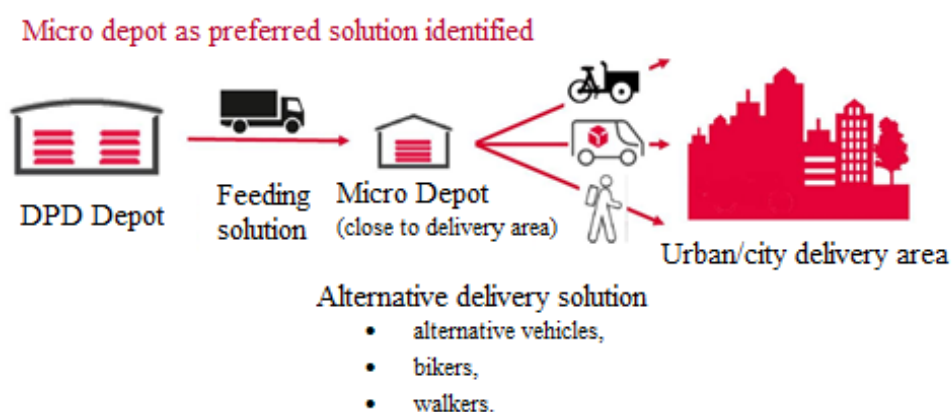 Micro depot as preferred solution identified
DPD Depot
Feeding
solution
Micro Depot
(close to delivery area)
Urban/city delivery area
Alternative delivery solution
• alternative vehicles,
• bikers,
• walkers.